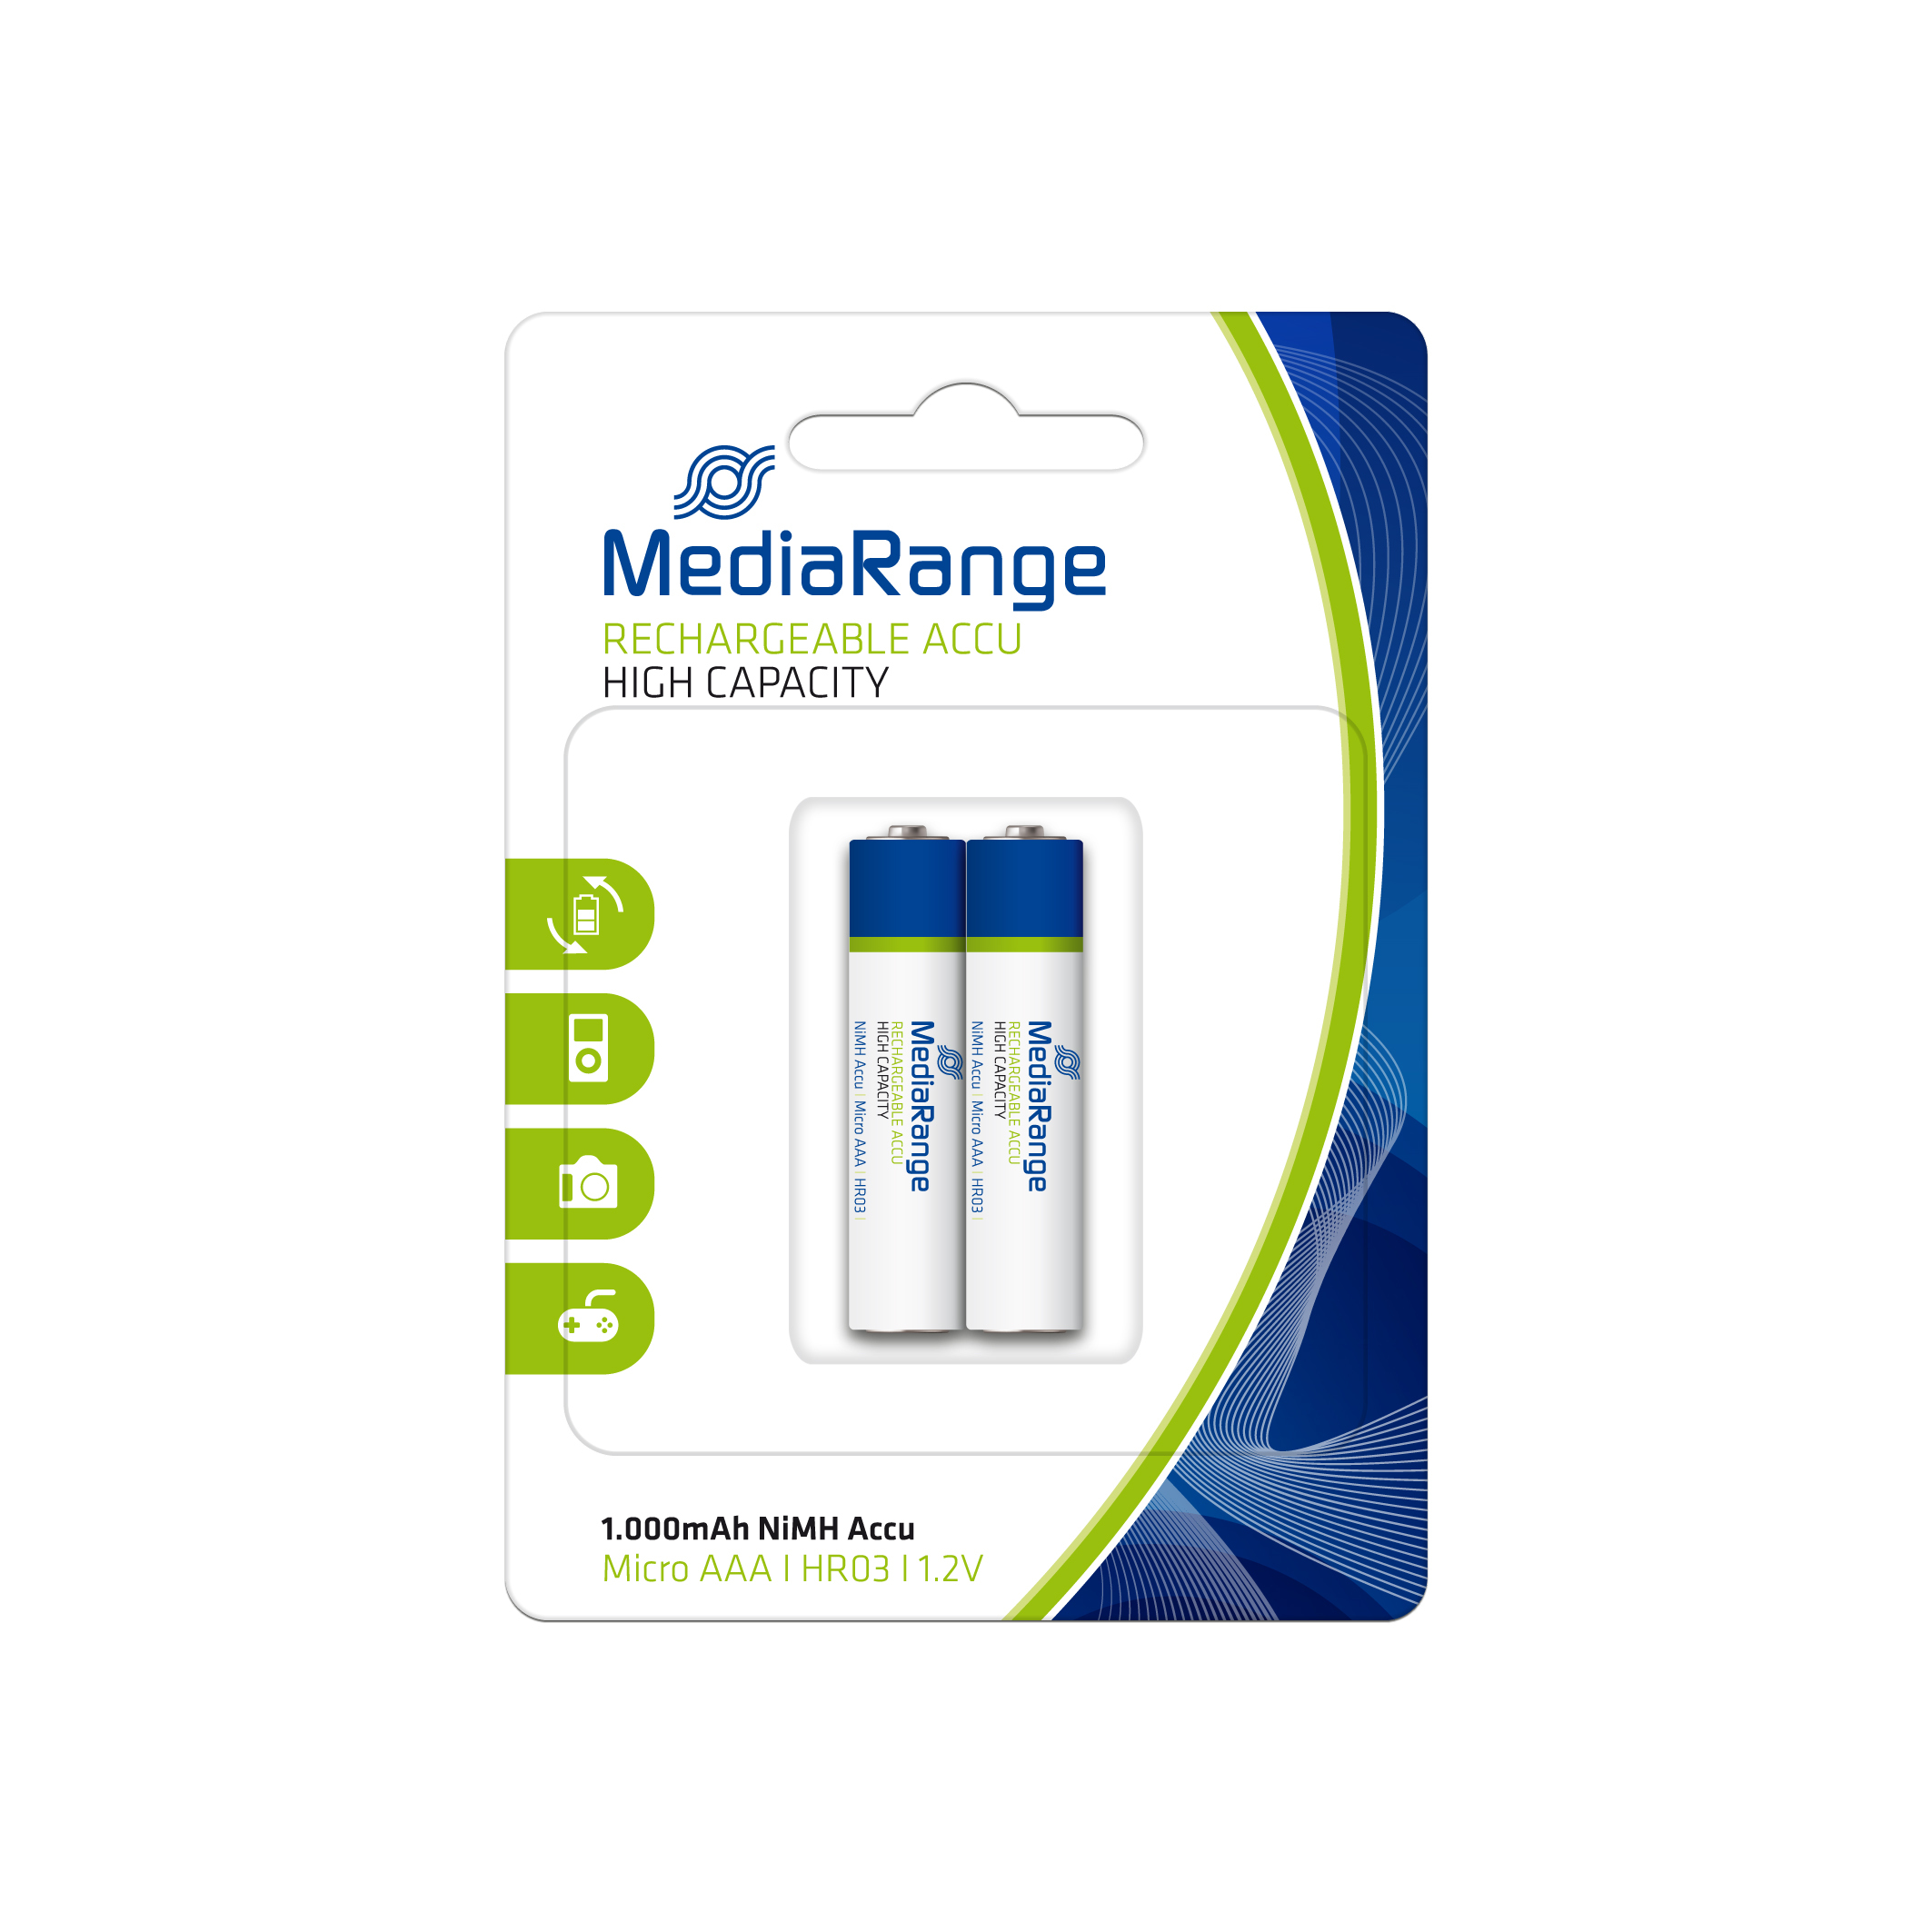 MediaRange
RECHARGEABLE ACCU
HIGH CAPACITY
MediaRange
RECHARGEABLE ACCU
HIGH CAPACITY
NiMH Accu | Micro AAA | HR03 |
MediaRange
RECHARGEABLE ACCU
HIGH CAPACITY
NiMH Accu | Micro AAA | HR03 |
1.000mAh NiMH Accu
Micro AAA | HR03 | 1.2V